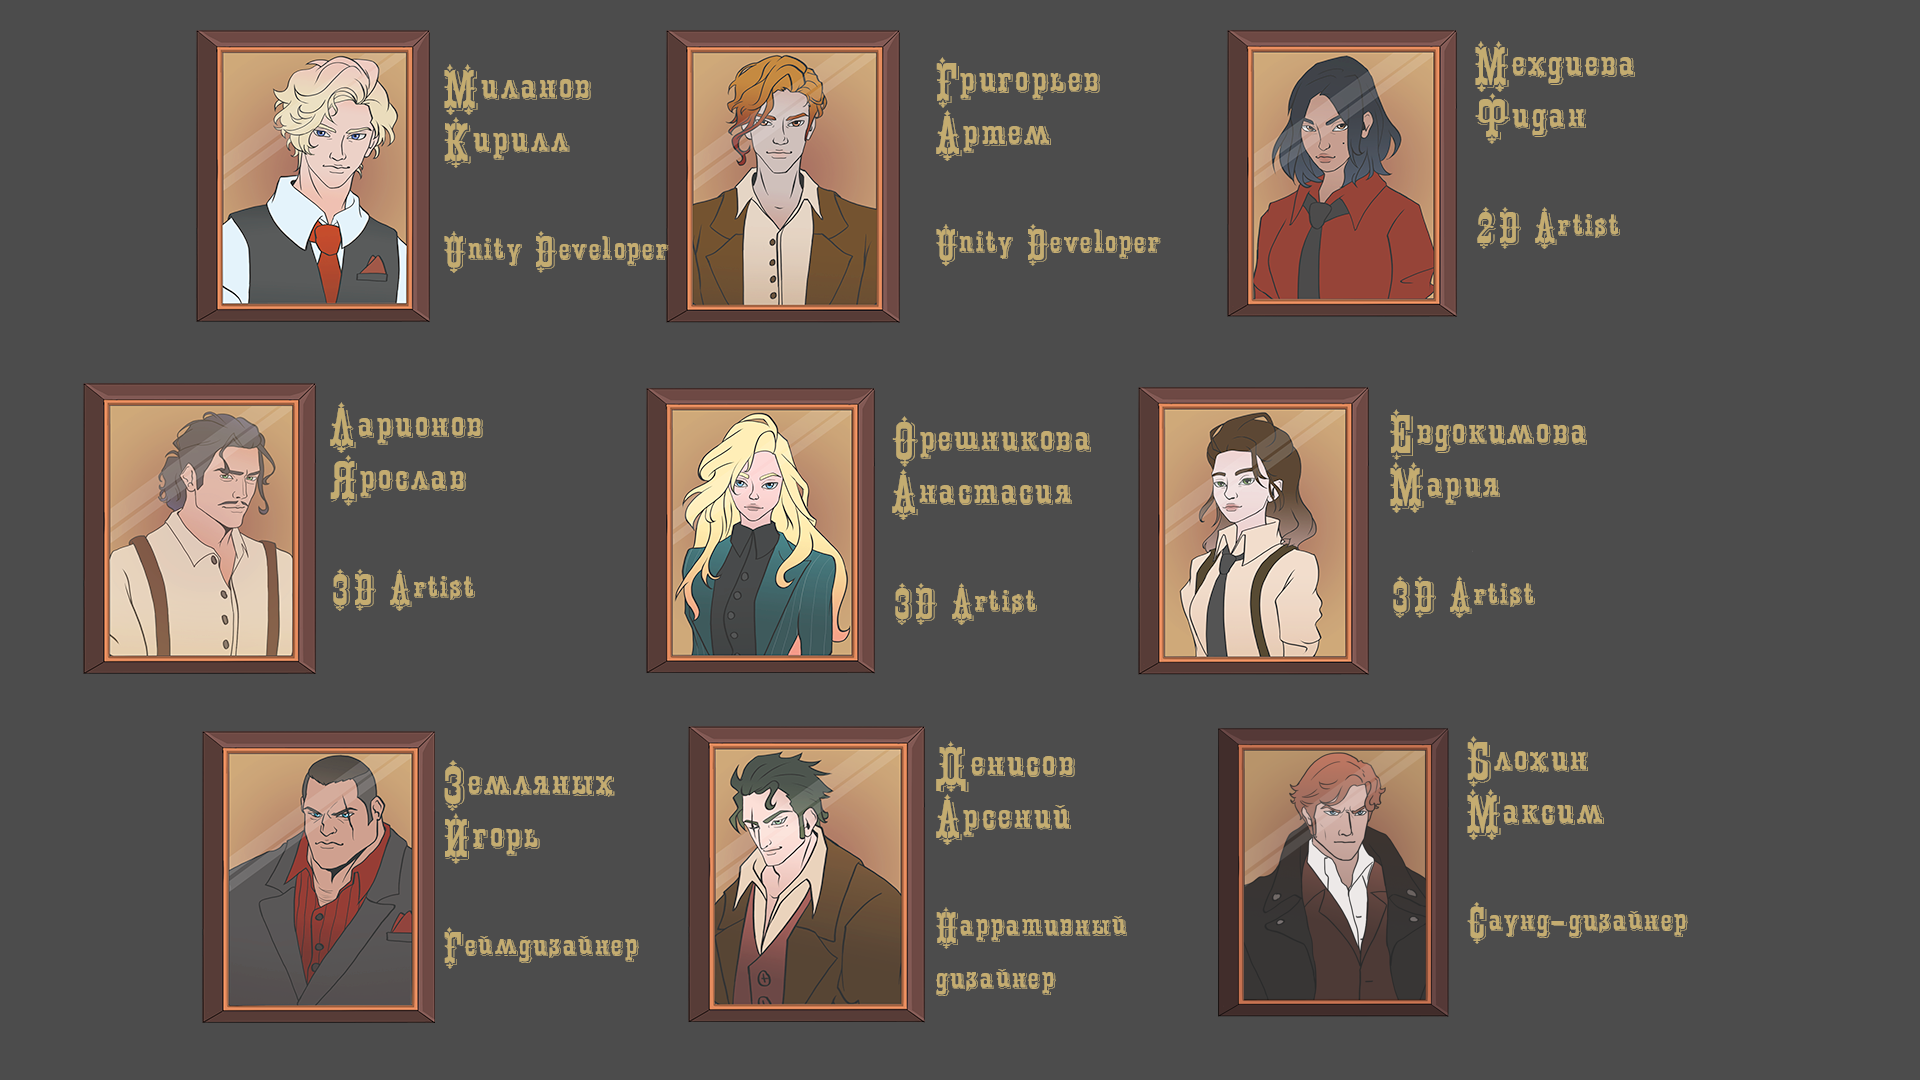 Миланов
Кирилл
Unity Developer
Григорьев
Артем
Unity Developer
Мехдиева
Фидан
2D Artist
Ларионов
Ярослав
3D Artist
Орешникова
Анастасия
3D Artist
Евдокимова
Мария
3D Artist
Земляных
Игорь
Геймдизайнер
Денисов
Арсений
Нарративный
дизайнер
Блохин
Максим
Саунд-дизайнер